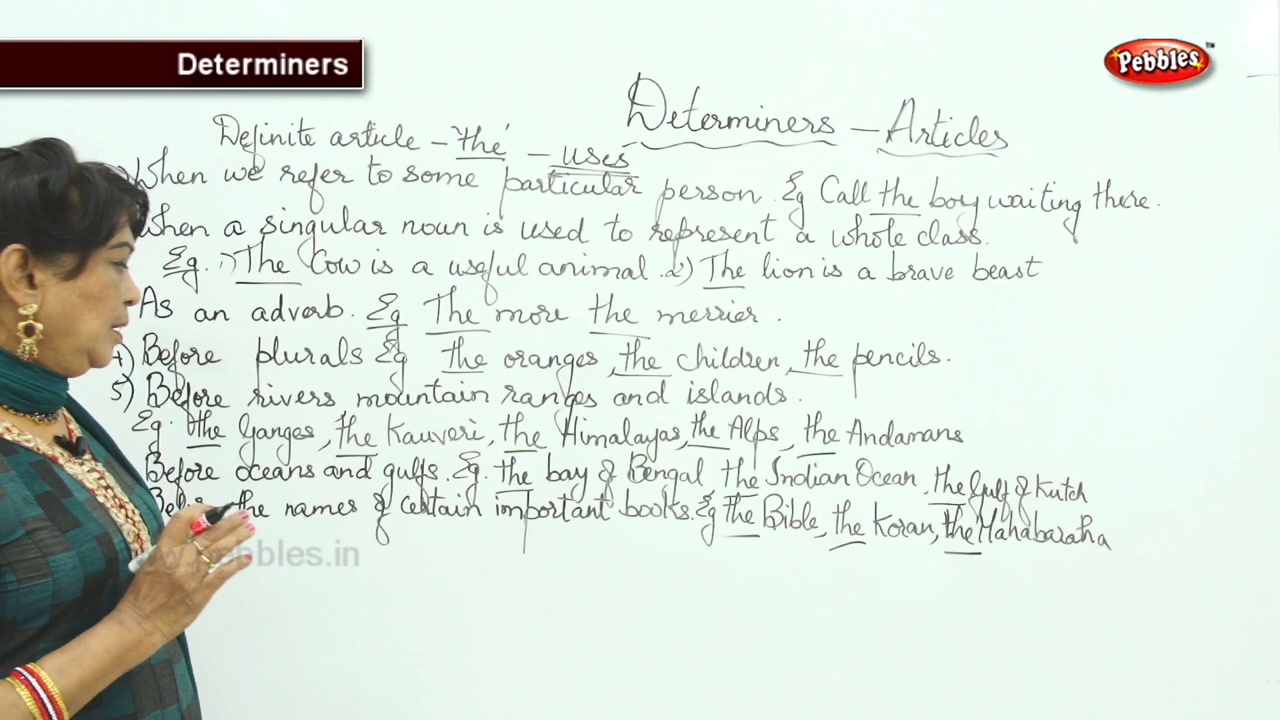 Determiners
Pebbles™
Determiners – Articles
Definite article – 'the' – uses
When we refer to some particular person. Eg Call the boy waiting there.
When a singular noun is used to represent a whole class.
Eg. 1) The Cow is a useful animal. 2) The lion is a brave beast
As an adverb. Eg The more the merrier.
4) Before plurals Eg the oranges, the children, the pencils.
5) Before rivers mountain ranges and islands.
Eg. the Ganges, the Kauveri, the Himalayas, the Alps, the Andamans
Before oceans and gulfs. Eg. the bay of Bengal the Indian Ocean, the Gulf of Kutch
the names of certain important books. Eg the Bible, the Koran, the Mahabaratha
www.pebbles.in